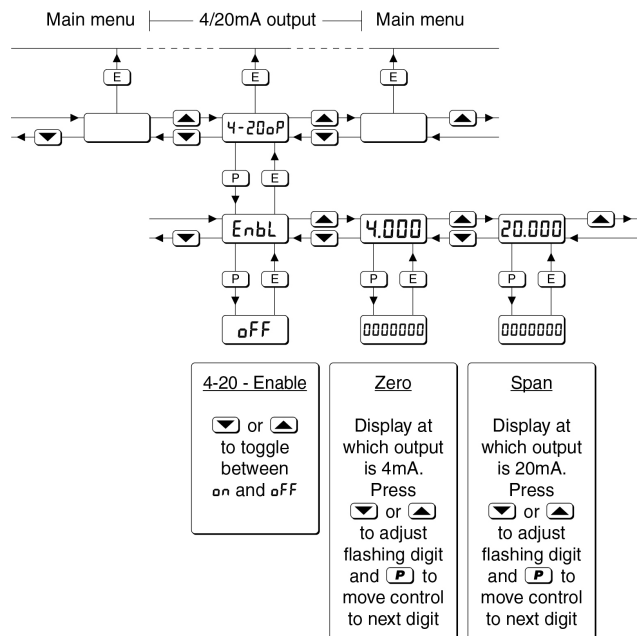 Main menu 4/20mA output Main menu
E E E
4-20oP
P E
EnbL 4.000 20.000
P E P E P E
oFF 0000000 0000000
4-20 - Enable
or
to toggle
between
on and oFF
Zero
Display at
which output
is 4mA.
Press
or
to adjust
flashing digit
and P to
move control
to next digit
Span
Display at
which output
is 20mA.
Press
or
to adjust
flashing digit
and P to
move control
to next digit